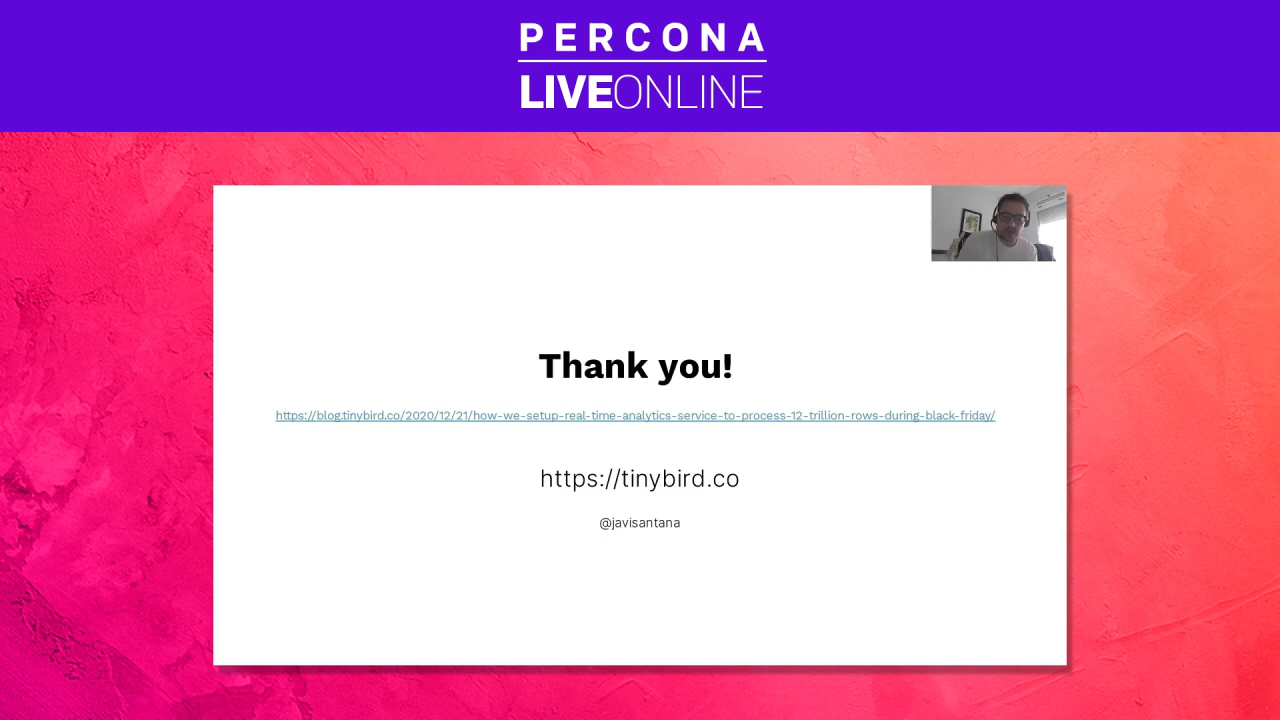 PERCONA
LIVEONLINE
Thank you!
https://blog.tinybird.co/2020/12/21/how-we-setup-real-time-analytics-service-to-process-12-trillion-rows-during-black-friday/
https://tinybird.co
@javisantana